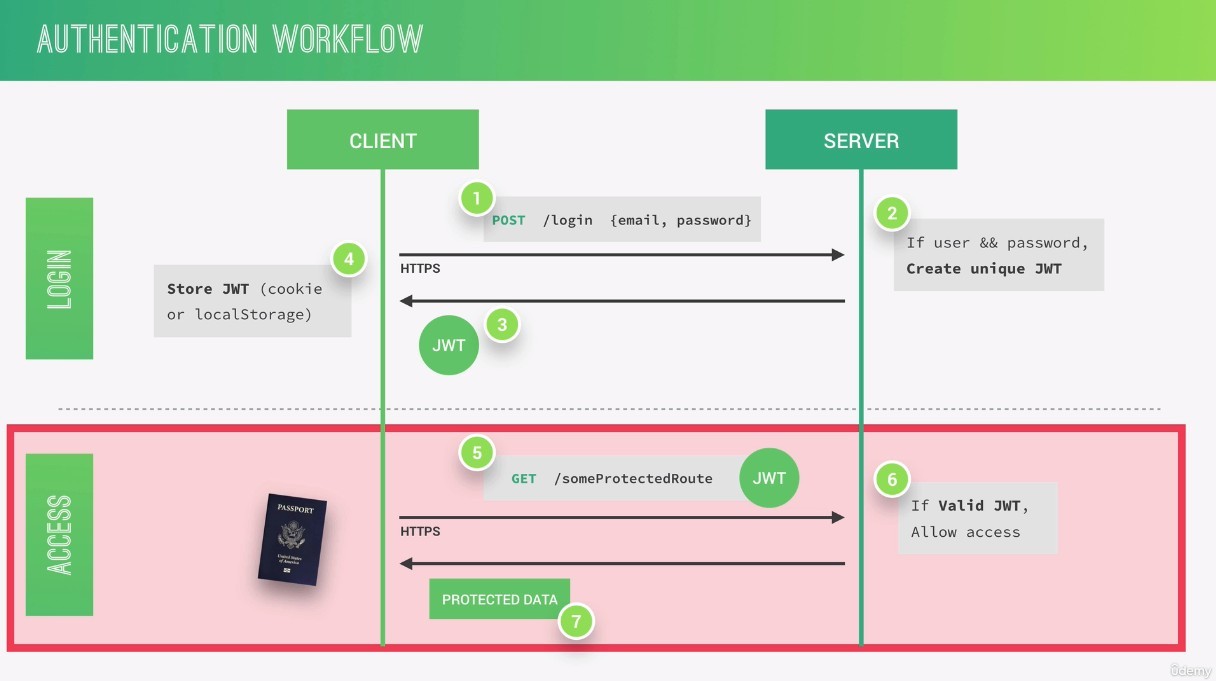 AUTHENTICATION WORKFLOW
CLIENT
SERVER
LOGIN
1
POST /login {email, password}
HTTPS
2
If user && password,
Create unique JWT
3
JWT
4
Store JWT (cookie
or localStorage)
ACCESS
PASSPORT
United States
of America
5
GET /someProtectedRoute
JWT
HTTPS
6
If Valid JWT,
Allow access
PROTECTED DATA
7
ûdemy